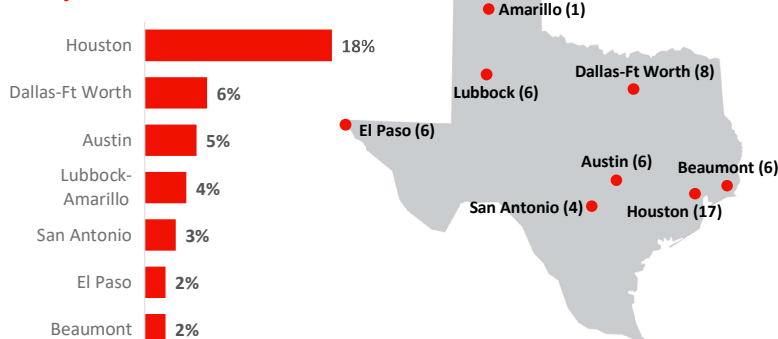 Houston
18%
Dallas-Ft Worth
6%
Austin
5%
Lubbock-
Amarillo
4%
San Antonio
3%
El Paso
2%
Beaumont
2%
Amarillo (1)
Dallas-Ft Worth (8)
Lubbock (6)
El Paso (6)
Austin (6)
Beaumont (6)
San Antonio (4)
Houston (17)